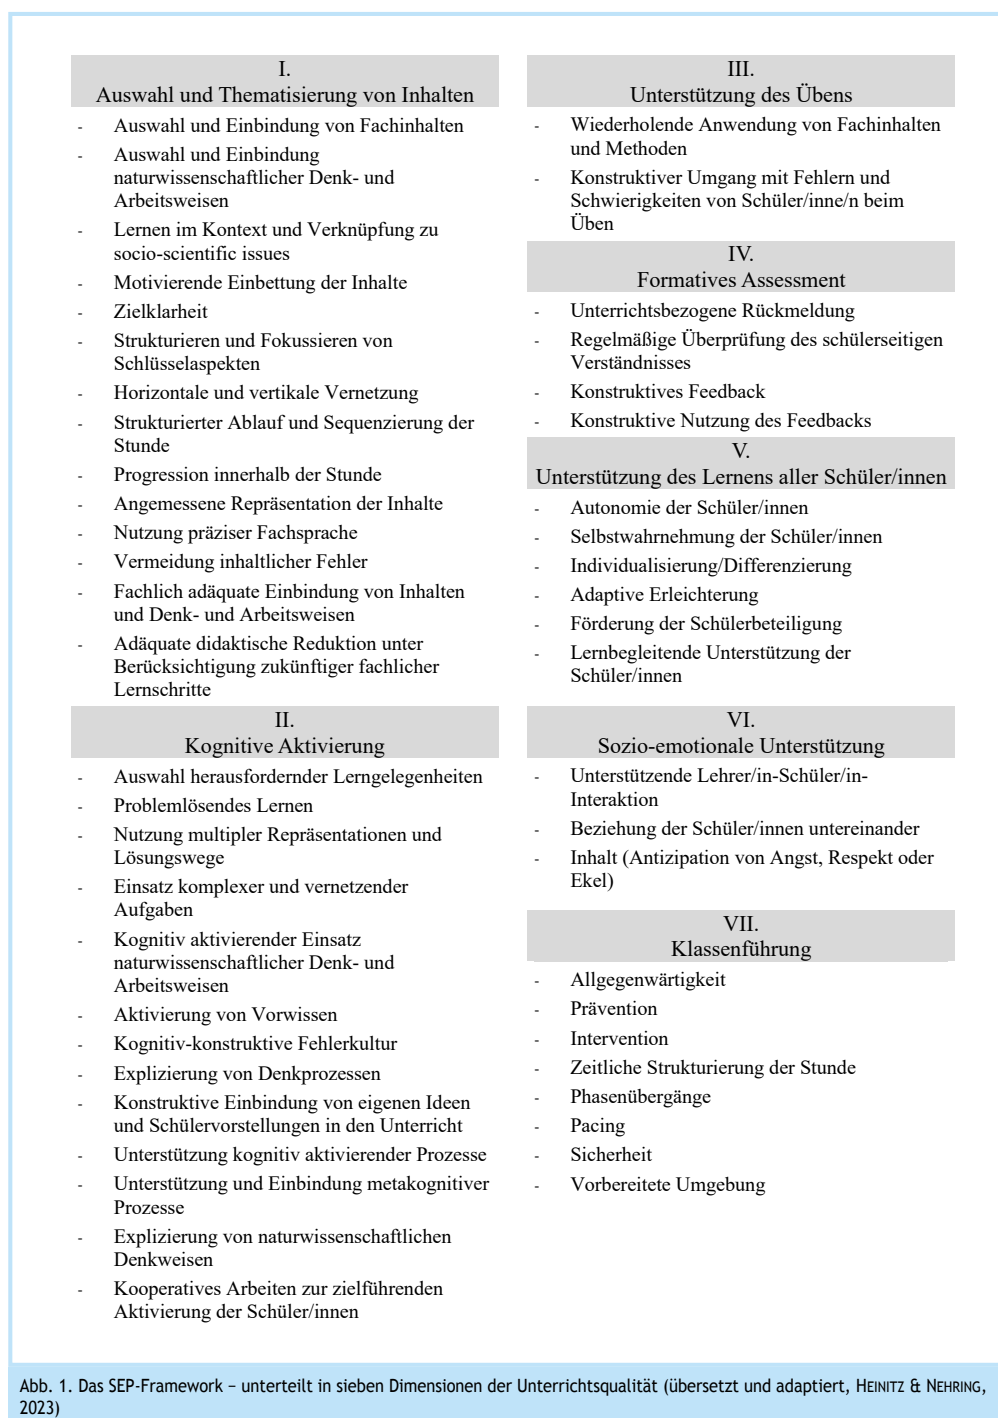 I.
Auswahl und Thematisierung von Inhalten
- Auswahl und Einbindung von Fachinhalten
- Auswahl und Einbindung
naturwissenschaftlicher Denk- und
Arbeitsweisen
- Lernen im Kontext und Verknüpfung zu
socio-scientific issues
- Motivierende Einbettung der Inhalte
- Zielklarheit
- Strukturieren und Fokussieren von
Schlüsselaspekten
- Horizontale und vertikale Vernetzung
- Strukturierter Ablauf und Sequenzierung der
Stunde
- Progression innerhalb der Stunde
- Angemessene Repräsentation der Inhalte
- Nutzung präziser Fachsprache
- Vermeidung inhaltlicher Fehler
- Fachlich adäquate Einbindung von Inhalten
und Denk- und Arbeitsweisen
- Adäquate didaktische Reduktion unter
Berücksichtigung zukünftiger fachlicher
Lernschritte
II.
Kognitive Aktivierung
- Auswahl herausfordernder Lerngelegenheiten
- Problemlösendes Lernen
- Nutzung multipler Repräsentationen und
Lösungswege
- Einsatz komplexer und vernetzender
Aufgaben
- Kognitiv aktivierender Einsatz
naturwissenschaftlicher Denk- und
Arbeitsweisen
- Aktivierung von Vorwissen
- Kognitiv-konstruktive Fehlerkultur
- Explizierung von Denkprozessen
- Konstruktive Einbindung von eigenen Ideen
und Schülervorstellungen in den Unterricht
- Unterstützung kognitiv aktivierender Prozesse
- Unterstützung und Einbindung metakognitiver
Prozesse
- Explizierung von naturwissenschaftlichen
Denkweisen
- Kooperatives Arbeiten zur zielführenden
Aktivierung der Schüler/innen
III.
Unterstützung des Übens
- Wiederholende Anwendung von Fachinhalten
und Methoden
- Konstruktiver Umgang mit Fehlern und
Schwierigkeiten von Schüler/inne/n beim
Üben
IV.
Formatives Assessment
- Unterrichtsbezogene Rückmeldung
- Regelmäßige Überprüfung des schülerseitigen
Verständnisses
- Konstruktives Feedback
- Konstruktive Nutzung des Feedbacks
V.
Unterstützung des Lernens aller Schüler/innen
- Autonomie der Schüler/innen
- Selbstwahrnehmung der Schüler/innen
- Individualisierung/Differenzierung
- Adaptive Erleichterung
- Förderung der Schülerbeteiligung
- Lernbegleitende Unterstützung der
Schüler/innen
VI.
Sozio-emotionale Unterstützung
- Unterstützende Lehrer/in-Schüler/in-
Interaktion
- Beziehung der Schüler/innen untereinander
- Inhalt (Antizipation von Angst, Respekt oder
Ekel)
VII.
Klassenführung
- Allgegenwärtigkeit
- Prävention
- Intervention
- Zeitliche Strukturierung der Stunde
- Phasenübergänge
- Pacing
- Sicherheit
- Vorbereitete Umgebung
Abb. 1. Das SEP-Framework – unterteilt in sieben Dimensionen der Unterrichtsqualität (übersetzt und adaptiert, HEINITZ & NEHRING,
2023)